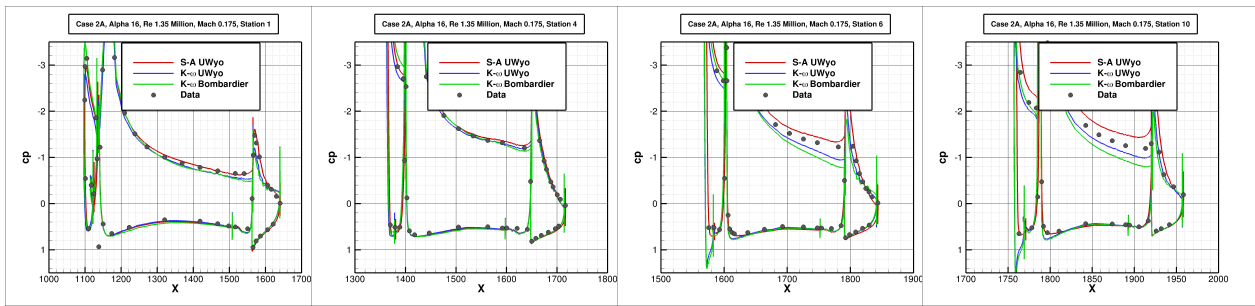 Case 2A, Alpha 16, Re 1.35 Million, Mach 0.175, Station 1
S-A UWyo
K-ω UWyo
K-ω Bombardier
Data
cp
-3
-2
-1
0
1
1000 1100 1200 1300 1400 1500 1600 1700
X
Case 2A, Alpha 16, Re 1.35 Million, Mach 0.175, Station 4
S-A UWyo
K-ω UWyo
K-ω Bombardier
Data
cp
-3
-2
-1
0
1
1300 1400 1500 1600 1700 1800
X
Case 2A, Alpha 16, Re 1.35 Million, Mach 0.175, Station 6
S-A UWyo
K-ω UWyo
K-ω Bombardier
Data
cp
-3
-2
-1
0
1
1500 1600 1700 1800 1900
X
Case 2A, Alpha 16, Re 1.35 Million, Mach 0.175, Station 10
S-A UWyo
K-ω UWyo
K-ω Bombardier
Data
cp
-3
-2
-1
0
1
1700 1750 1800 1850 1900 1950 2000
X